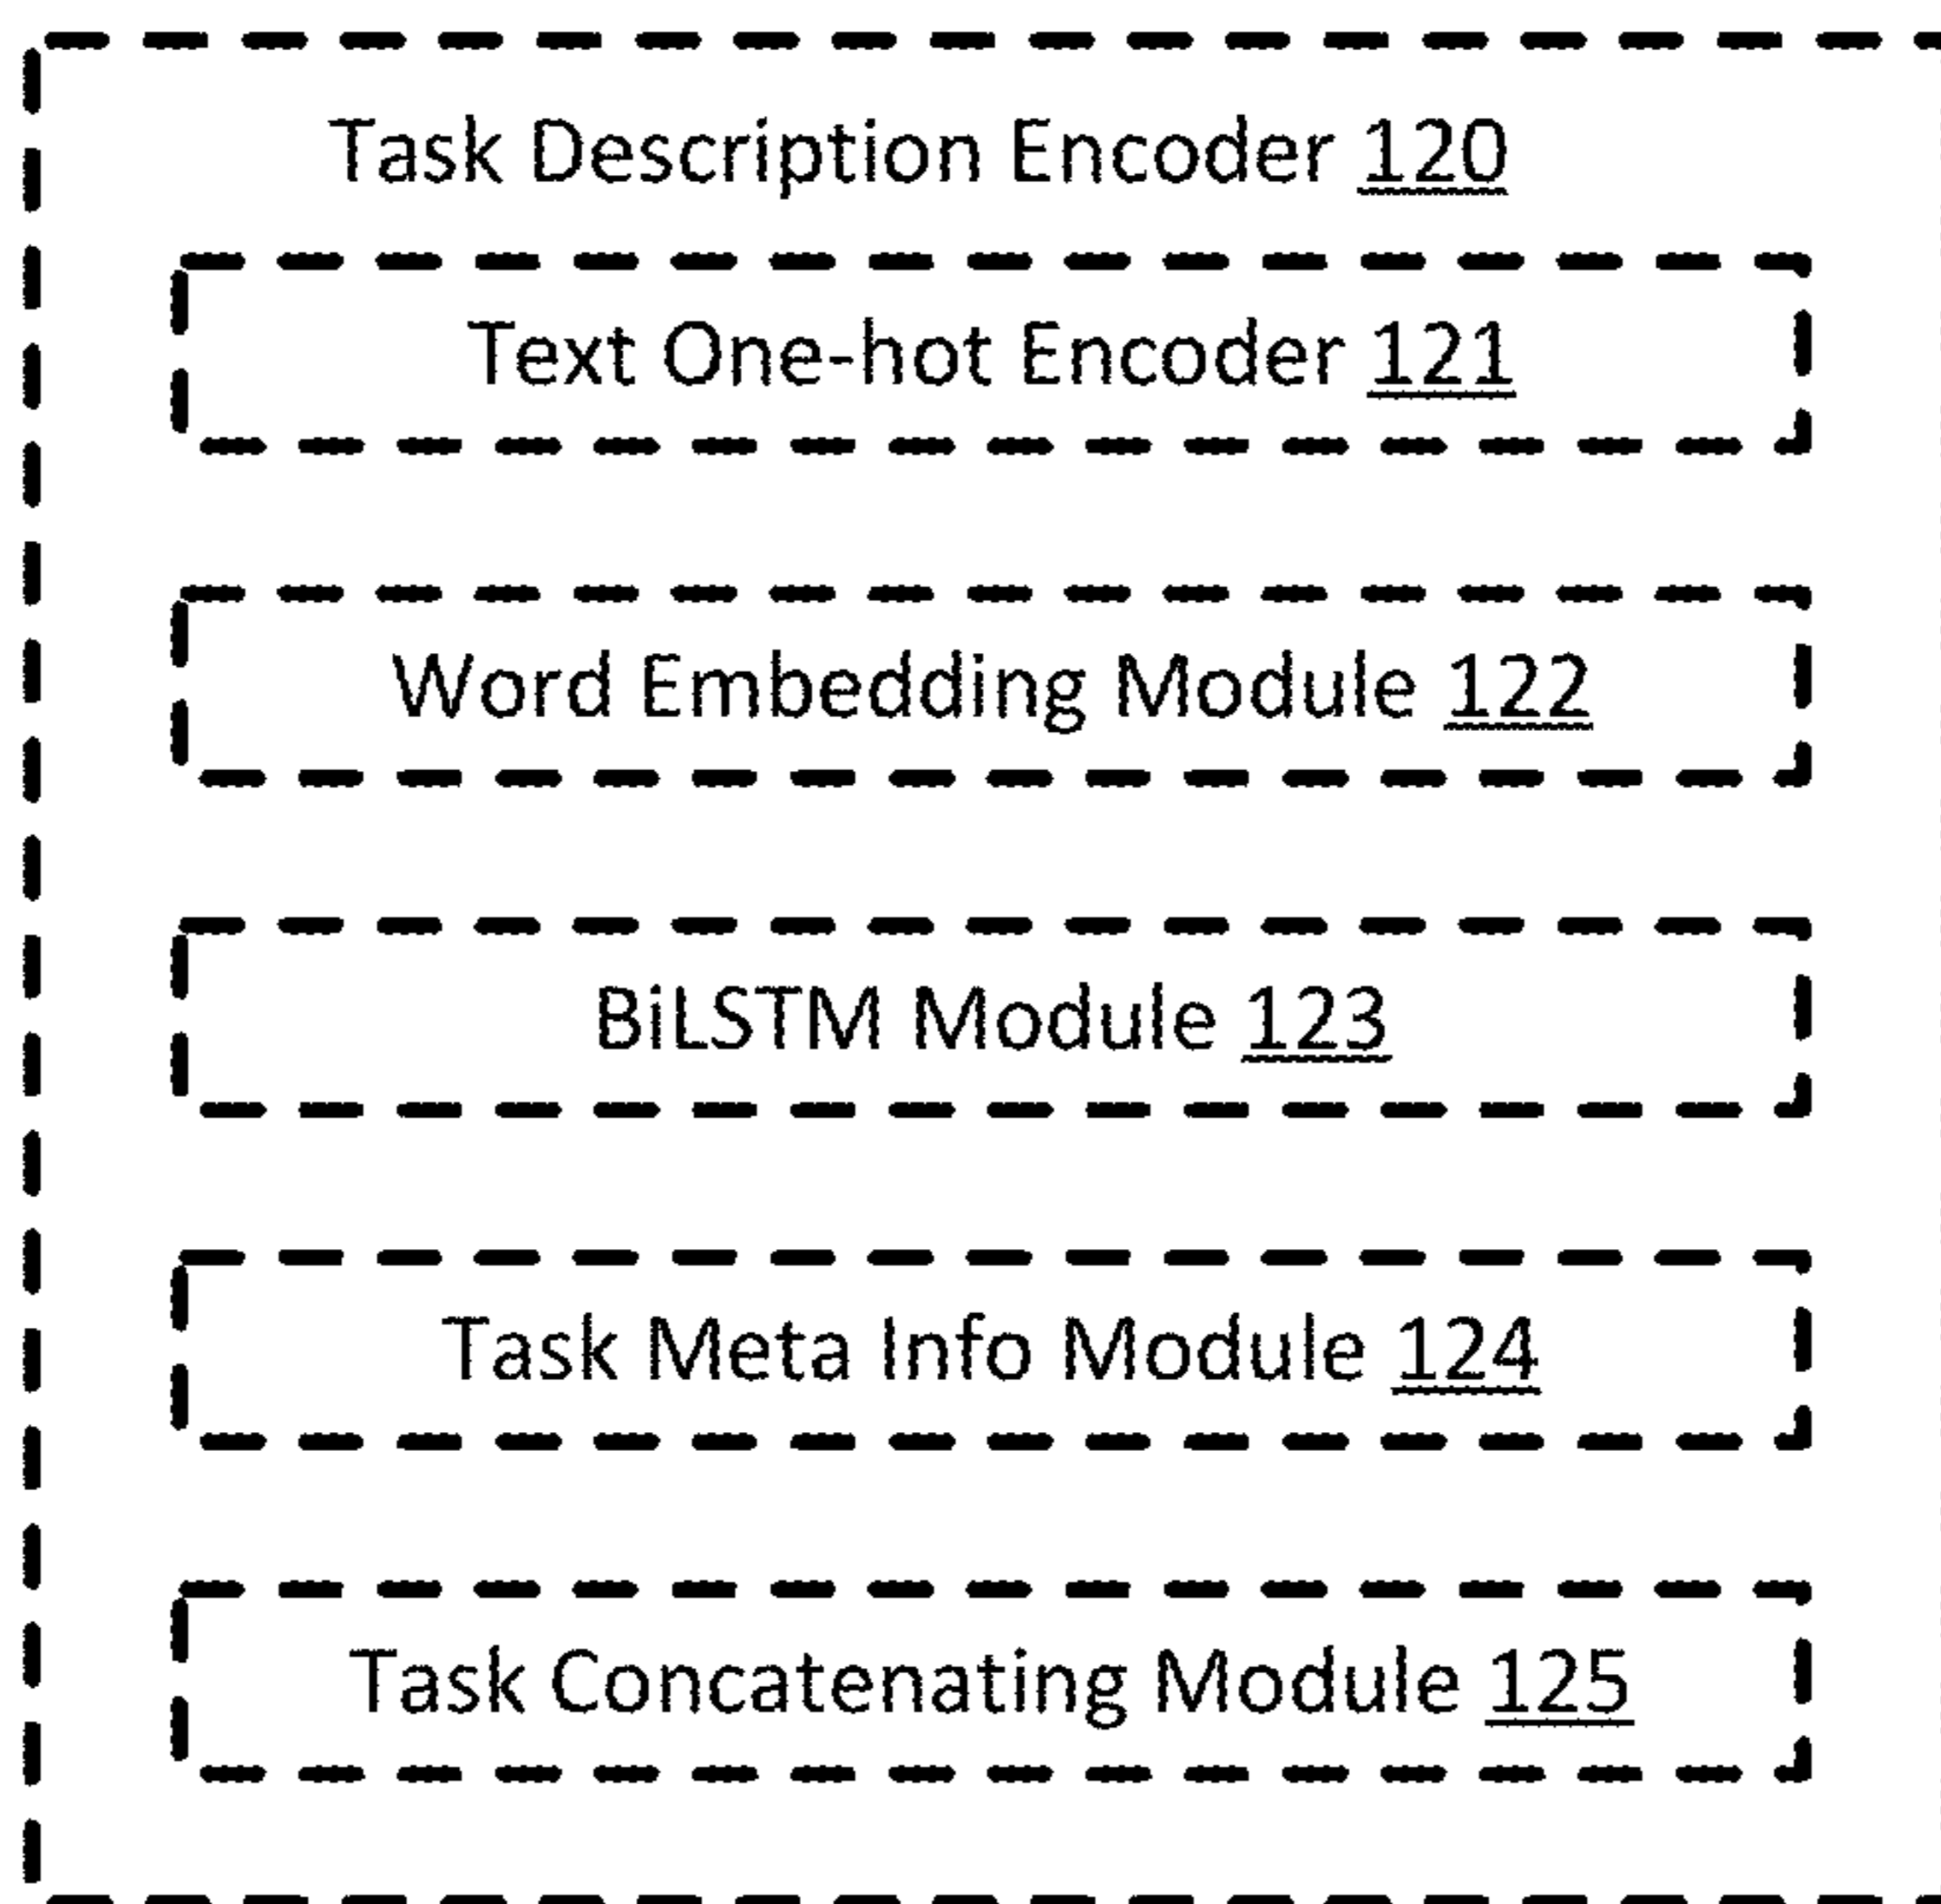 Task Description Encoder 120
Text One-hot Encoder 121
Word Embedding Module 122
BiLSTM Module 123
Task Meta Info Module 124
Task Concatenating Module 125